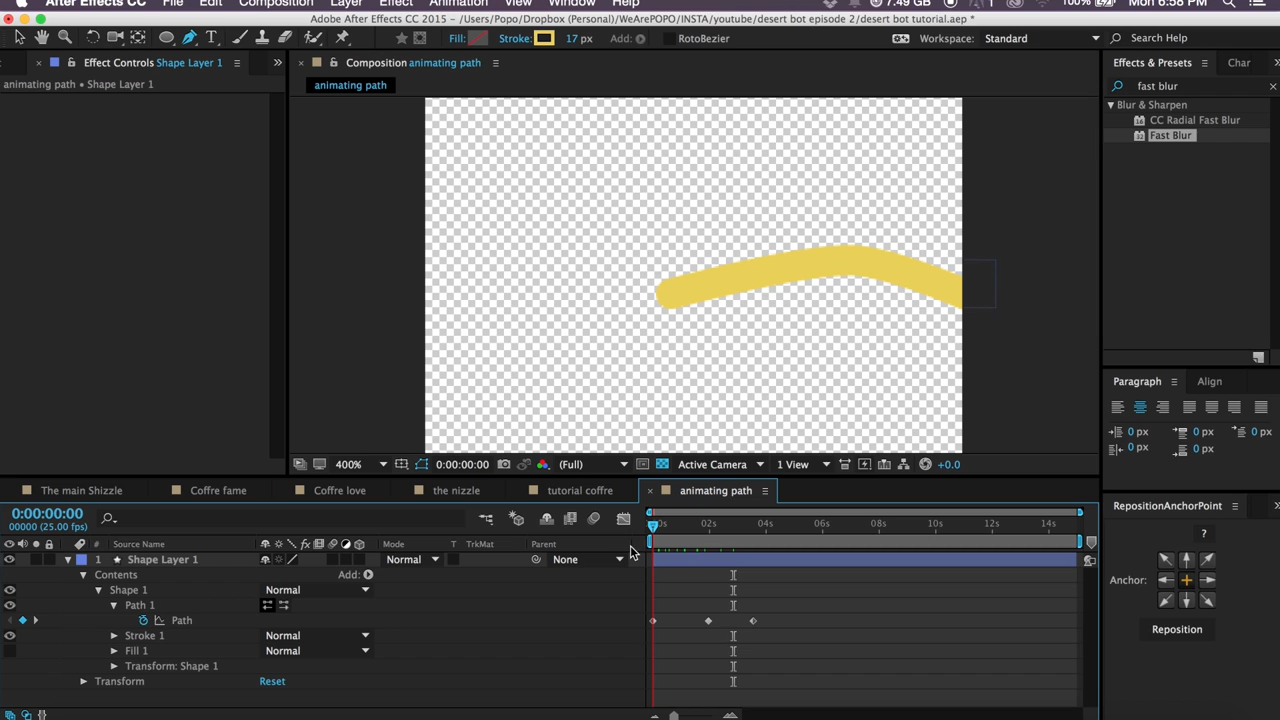 After Effects CC File Edit Composition Layer Effect Animation View Window Help 7.49 GB 1 100% Mon 6:58 PM
Adobe After Effects CC 2015 - /Users/Popo/Dropbox (Personal)/WeArePOPO/INSTA/youtube/desert bot episode 2/desert bot tutorial.aep *
Fill: Stroke: 17 px Add: RotoBezier Workspace: Standard Search Help
Effect Controls Shape Layer 1 Composition animating path Effects & Presets Char
animating path • Shape Layer 1 animating path fast blur
Blur & Sharpen
CC Radial Fast Blur
Fast Blur
Paragraph Align
0 px 0 px 0 px
0 px 0 px
400% 0:00:00:00 (Full) Active Camera 1 View +0.0
The main Shizzle Coffre fame Coffre love the nizzle tutorial coffre animating path
RepositionAnchorPoint
0:00:00:00
00000 (25.00 fps)
0s 02s 04s 06s 08s 10s 12s 14s
?
# Source Name Mode T TrkMat Parent
1 Shape Layer 1 Normal None
Contents Add:
Anchor:
Shape 1 Normal
Path 1
Path
Reposition
Stroke 1 Normal
Fill 1 Normal
Transform: Shape 1
Transform Reset